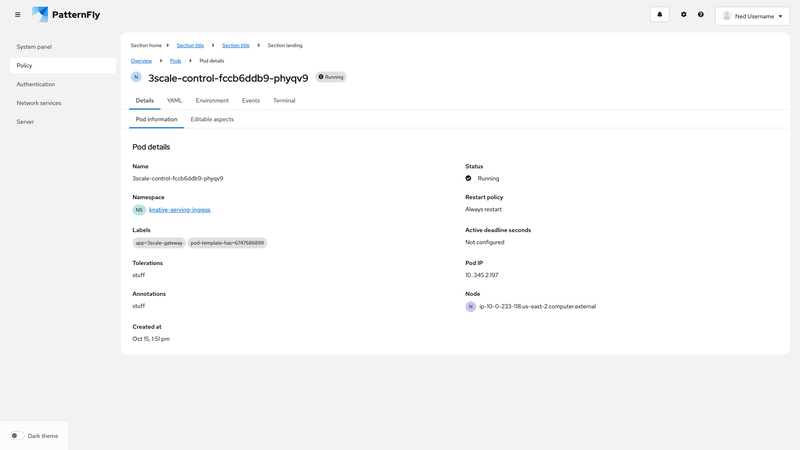 PatternFly
Ned Username
System panel
Policy
Authentication
Network services
Server
Section home Section title Section title Section landing
Overview Pods Pod details
N 3scale-control-fccb6ddb9-phyqv9 Running
Details YAML Environment Events Terminal
Pod information Editable aspects
Pod details
Name
3scale-control-fccb6ddb9-phyqv9
Status
Running
Namespace
NS knative-serving-ingress
Restart policy
Always restart
Labels
app=3scale-gateway pod-template-has=6747686899
Active deadline seconds
Not configured
Tolerations
stuff
Pod IP
10..345.2.197
Annotations
stuff
Node
N ip-10-0-233-118.us-east-2.computer.external
Created at
Oct 15, 1:51 pm
Dark theme